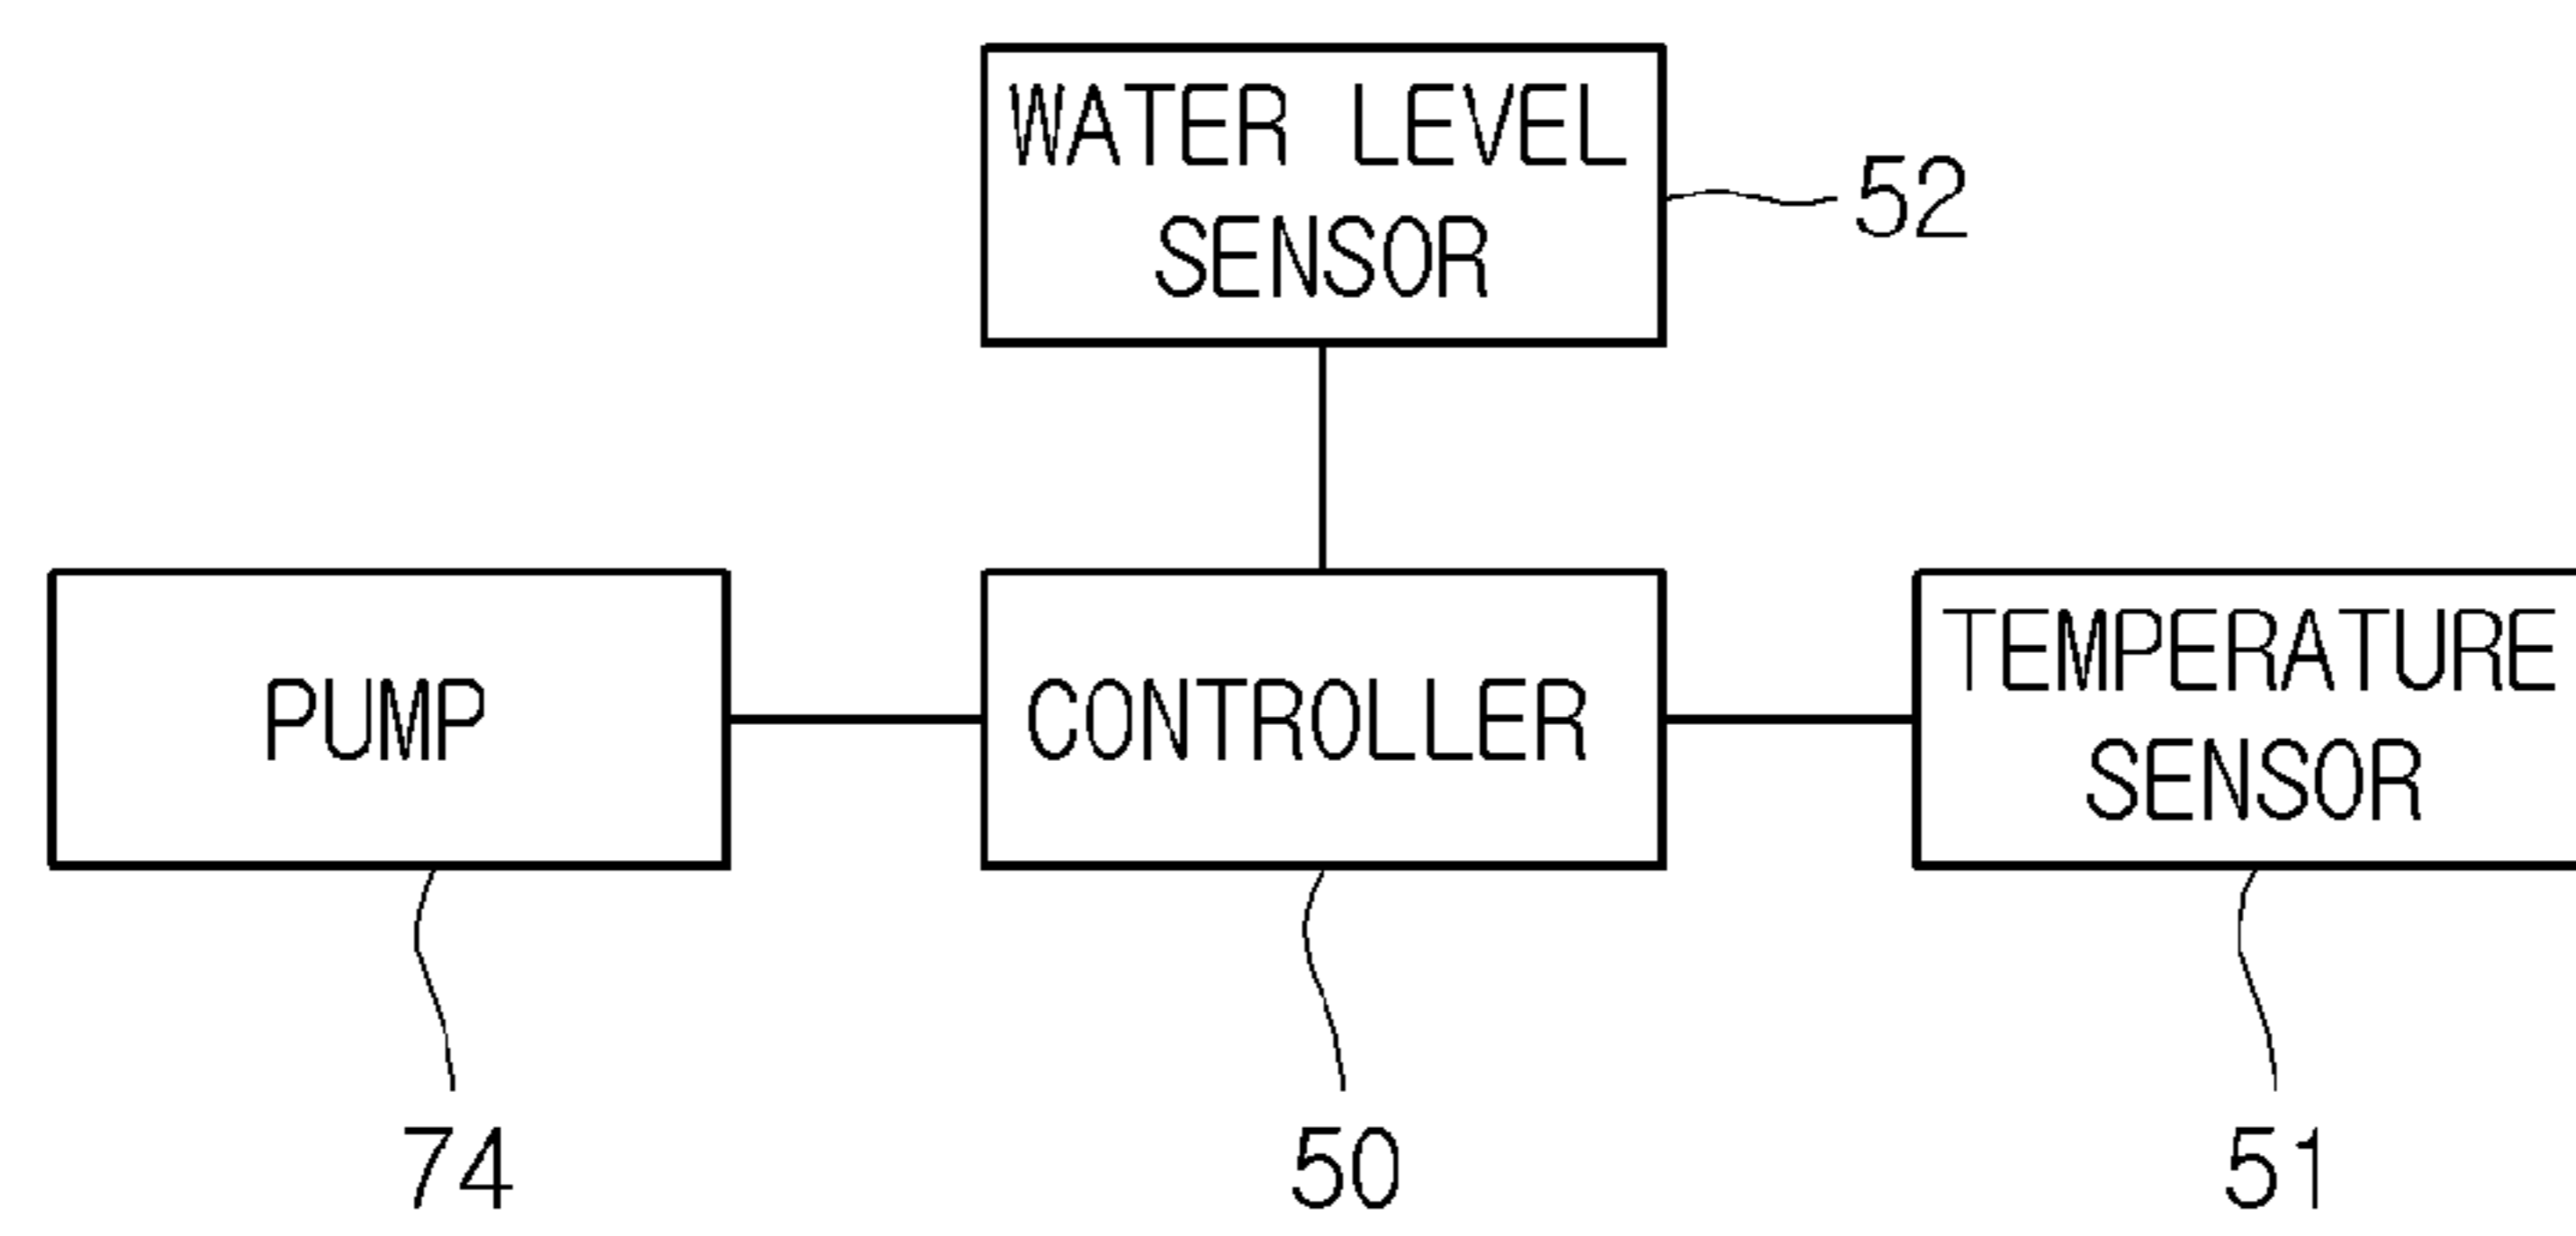 WATER LEVEL
SENSOR
52
PUMP
CONTROLLER
TEMPERATURE
SENSOR
74
50
51